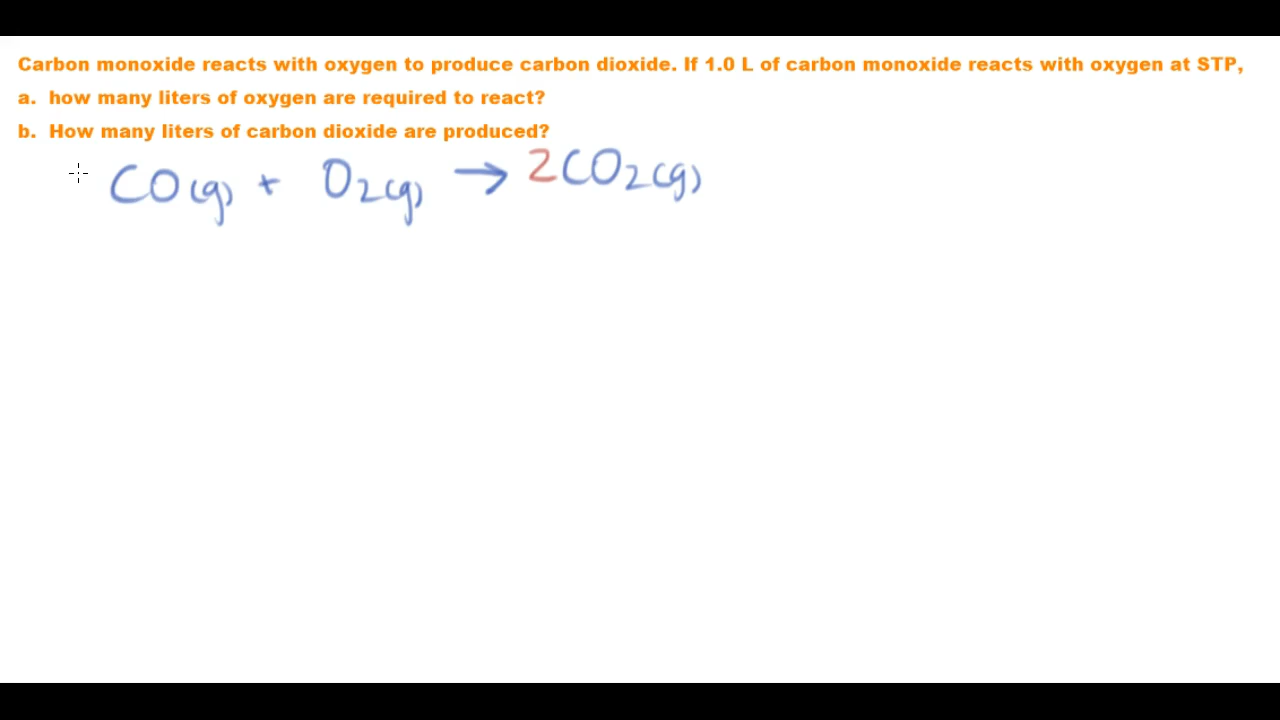 Carbon monoxide reacts with oxygen to produce carbon dioxide. If 1.0 L of carbon monoxide reacts with oxygen at STP,
a. how many liters of oxygen are required to react?
b. How many liters of carbon dioxide are produced?
CO(g) + O2(g) → 2CO2(g)